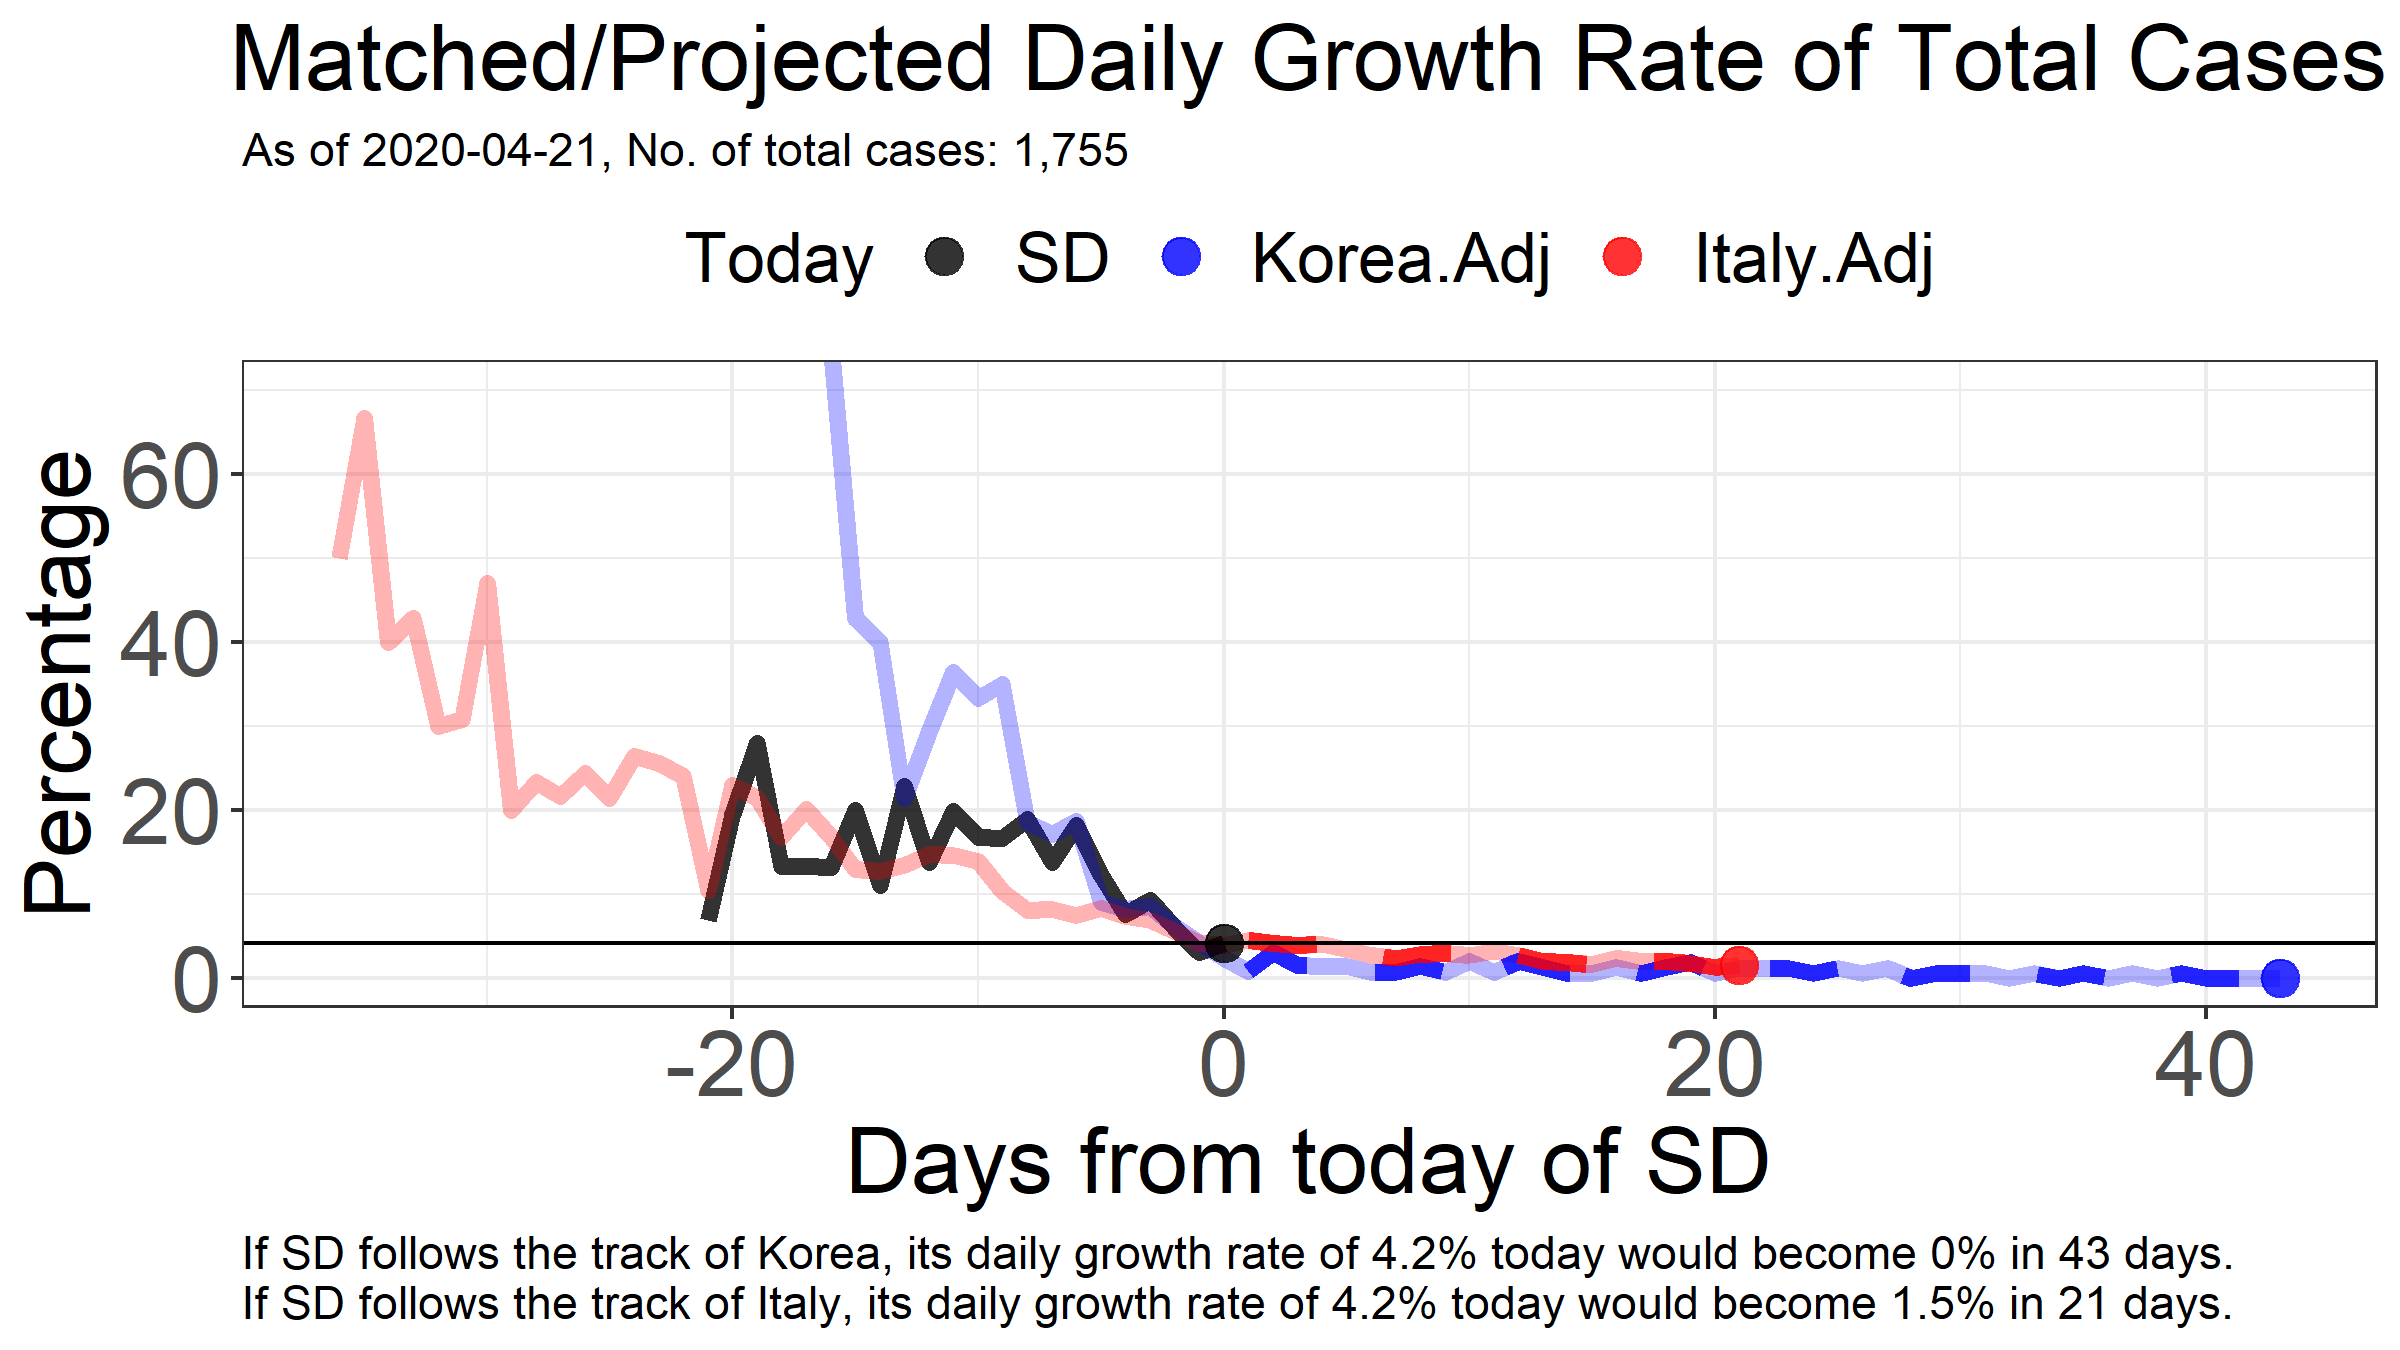 Matched/Projected Daily Growth Rate of Total Cases
As of 2020-04-21, No. of total cases: 1,755
Today SD Korea.Adj Italy.Adj
Percentage
60
40
20
0
-20 0 20 40
Days from today of SD
If SD follows the track of Korea, its daily growth rate of 4.2% today would become 0% in 43 days.
If SD follows the track of Italy, its daily growth rate of 4.2% today would become 1.5% in 21 days.